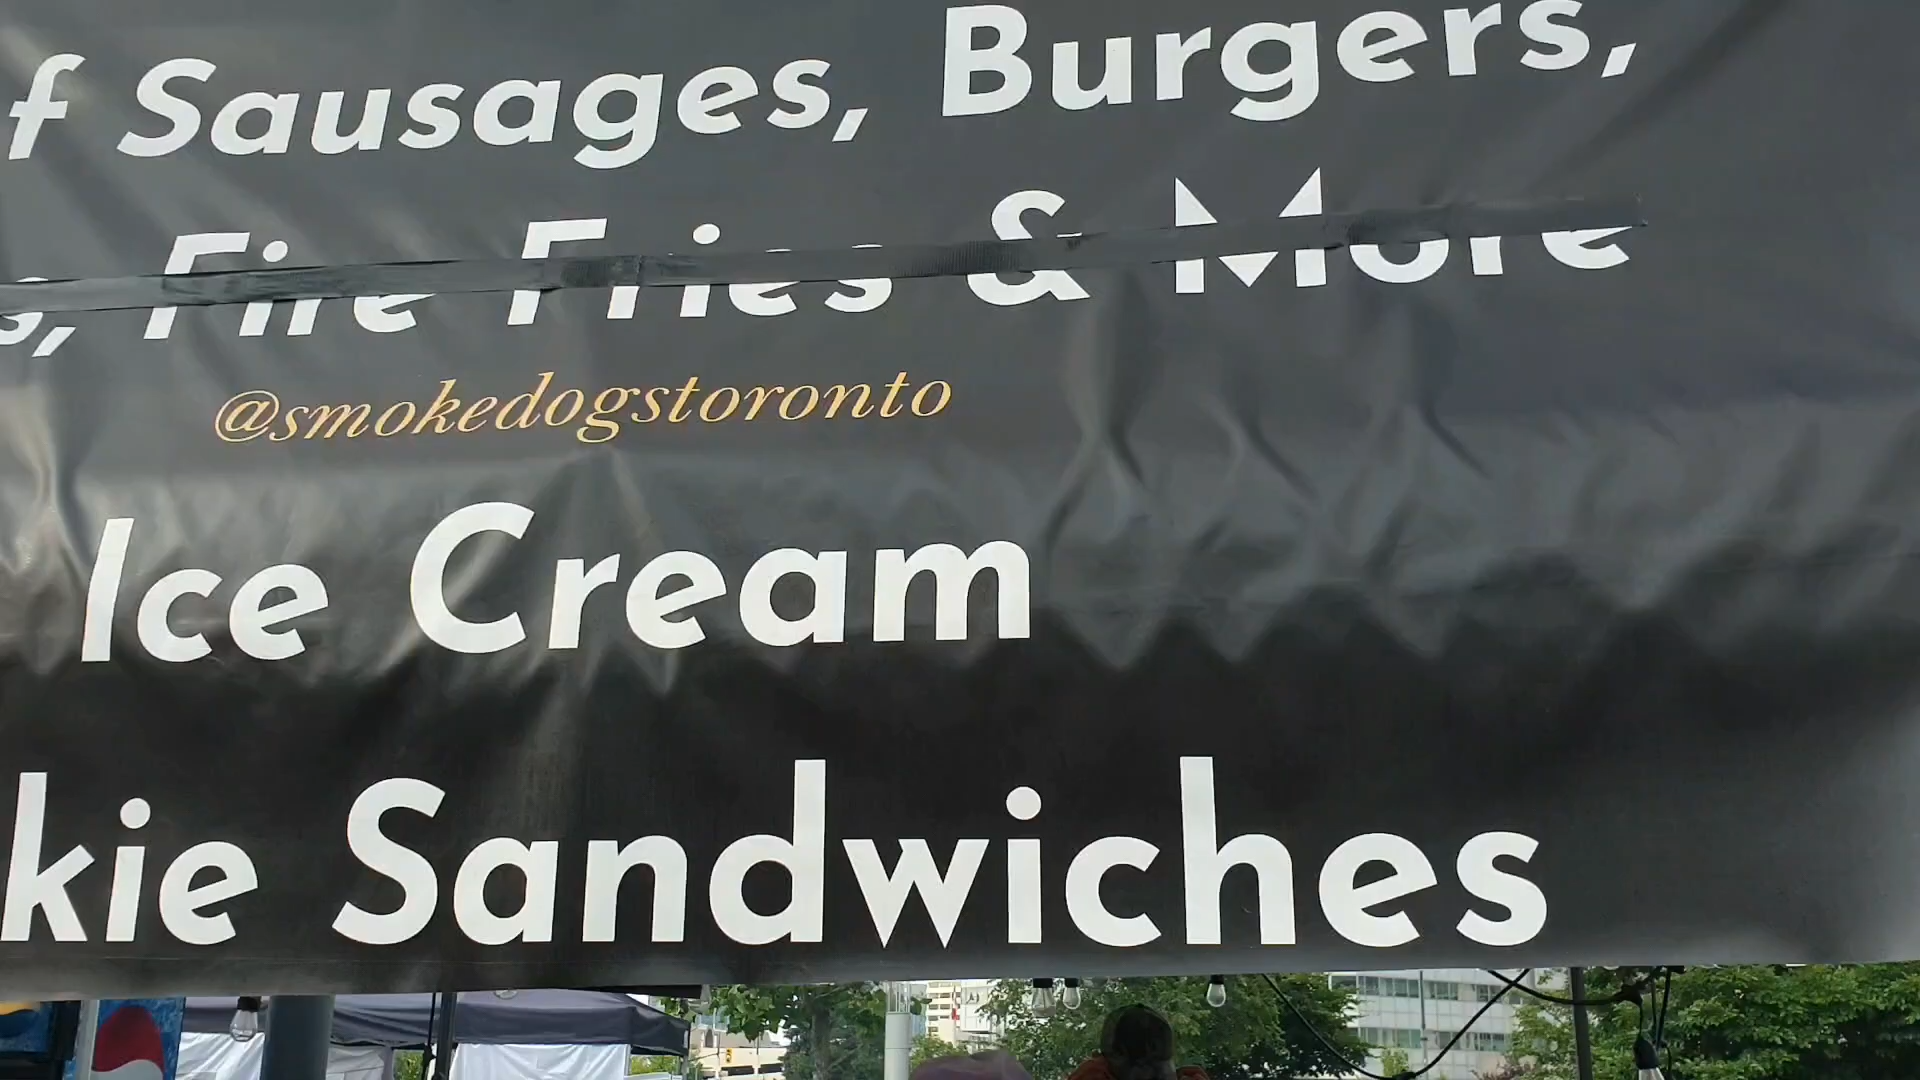 f Sausages, Burgers,
s, Fire Fries & More
@smokedogstoronto
Ice Cream
kie Sandwiches